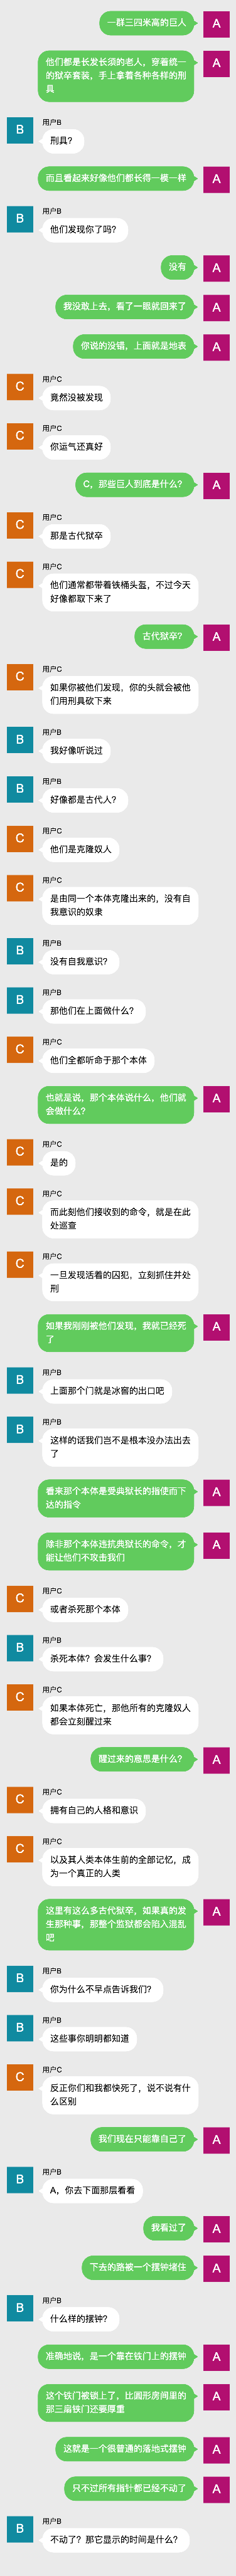 一群三四米高的巨人
A
他们都是长发长须的老人，穿着统一
的狱卒套装，手上拿着各种各样的刑
具
A
B
用户B
刑具？
而且看起来好像他们都长得一模一样
A
B
用户B
他们发现你了吗？
没有
A
我没敢上去，看了一眼就回来了
A
你说的没错，上面就是地表
A
C
用户C
竟然没被发现
C
用户C
你运气还真好
C，那些巨人到底是什么？
A
C
用户C
那是古代狱卒
C
用户C
他们通常都带着铁桶头盔，不过今天
好像都取下来了
古代狱卒？
A
C
用户C
如果你被他们发现，你的头就会被他
们用刑具砍下来
B
用户B
我好像听说过
B
用户B
好像都是古代人？
C
用户C
他们是克隆奴人
C
用户C
是由同一个本体克隆出来的，没有自
我意识的奴隶
B
用户B
没有自我意识？
B
用户B
那他们在上面做什么？
C
用户C
他们全都听命于那个本体
也就是说，那个本体说什么，他们就
会做什么？
A
C
用户C
是的
C
用户C
而此刻他们接收到的命令，就是在此
处巡查
C
用户C
一旦发现活着的囚犯，立刻抓住并处
刑
如果我刚刚被他们发现，我就已经死
了
A
B
用户B
上面那个门就是冰窖的出口吧
B
用户B
这样的话我们岂不是根本没办法出去
了
看来那个本体是受典狱长的指使而下
达的指令
A
除非那个本体违抗典狱长的命令，才
能让他们不攻击我们
A
C
用户C
或者杀死那个本体
B
用户B
杀死本体？会发生什么事？
C
用户C
如果本体死亡，那他所有的克隆奴人
都会立刻醒过来
醒过来的意思是什么？
A
C
用户C
拥有自己的人格和意识
C
用户C
以及其人类本体生前的全部记忆，成
为一个真正的人类
这里有这么多古代狱卒，如果真的发
生那种事，那整个监狱都会陷入混乱
吧
A
B
用户B
你为什么不早点告诉我们？
B
用户B
这些事你明明都知道
C
用户C
反正你们和我都快死了，说不说有什
么区别
我们现在只能靠自己了
A
B
用户B
A，你去下面那层看看
我看过了
A
下去的路被一个摆钟堵住
A
B
用户B
什么样的摆钟？
准确地说，是一个靠在铁门上的摆钟
A
这个铁门被锁上了，比圆形房间里的
那三扇铁门还要厚重
A
这就是一个很普通的落地式摆钟
A
只不过所有指针都已经不动了
A
B
用户B
不动了？那它显示的时间是什么？